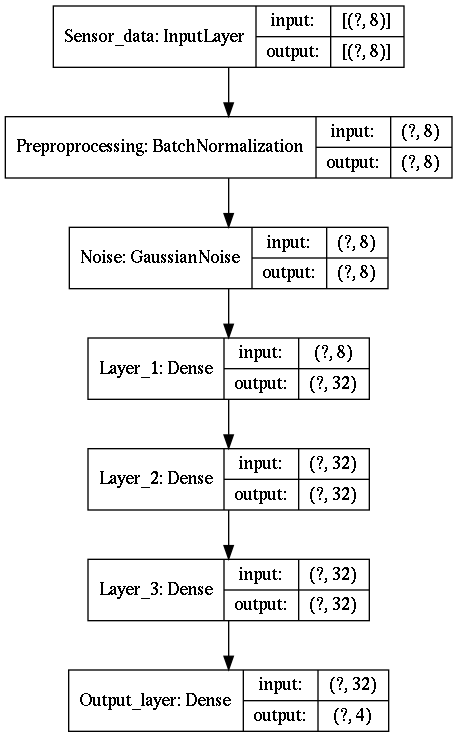 Sensor_data: InputLayer
input: [(?, 8)]
output: [(?, 8)]
Preproprocessing: BatchNormalization
input: (?, 8)
output: (?, 8)
Noise: GaussianNoise
input: (?, 8)
output: (?, 8)
Layer_1: Dense
input: (?, 8)
output: (?, 32)
Layer_2: Dense
input: (?, 32)
output: (?, 32)
Layer_3: Dense
input: (?, 32)
output: (?, 32)
Output_layer: Dense
input: (?, 32)
output: (?, 4)